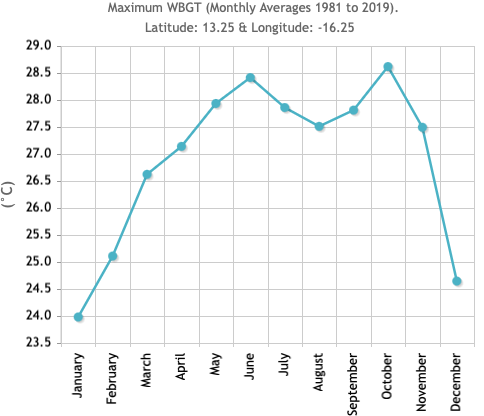 Maximum WBGT (Monthly Averages 1981 to 2019).
Latitude: 13.25 & Longitude: -16.25
29.0
28.5
28.0
27.5
27.0
26.5
26.0
25.5
25.0
24.5
24.0
23.5
(°C)
January
February
March
April
May
June
July
August
September
October
November
December